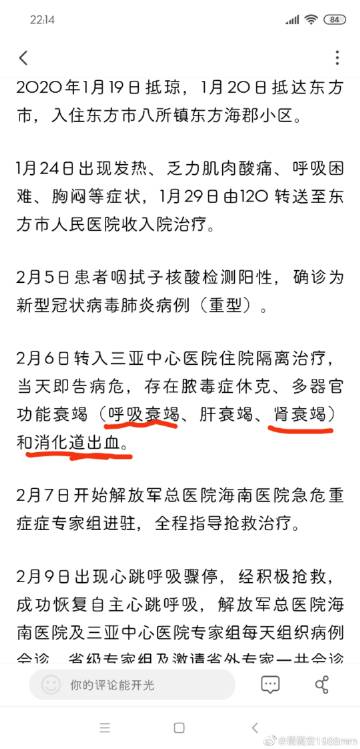 22:14
84
2020年1月19日抵琼，1月20日抵达东方
市，入住东方市八所镇东方海郡小区。
1月24日出现发热、乏力肌肉酸痛、呼吸困
难、胸闷等症状，1月29日由120 转送至东
方市人民医院收入院治疗。
2月5日患者咽拭子核酸检测阳性，确诊为
新型冠状病毒肺炎病例（重型）。
2月6日转入三亚中心医院住院隔离治疗，
当天即告病危，存在脓毒症休克、多器官
功能衰竭（呼吸衰竭、肝衰竭、肾衰竭）
和消化道出血。
2月7日开始解放军总医院海南医院急危重
症症专家组进驻，全程指导抢救治疗。
2月9日出现心跳呼吸骤停，经积极抢救，
成功恢复自主心跳呼吸，解放军总医院海
南医院及三亚中心医院专家组每天组织病例
会诊，省级专家组及邀请省外专家一共会诊
你的评论能开光